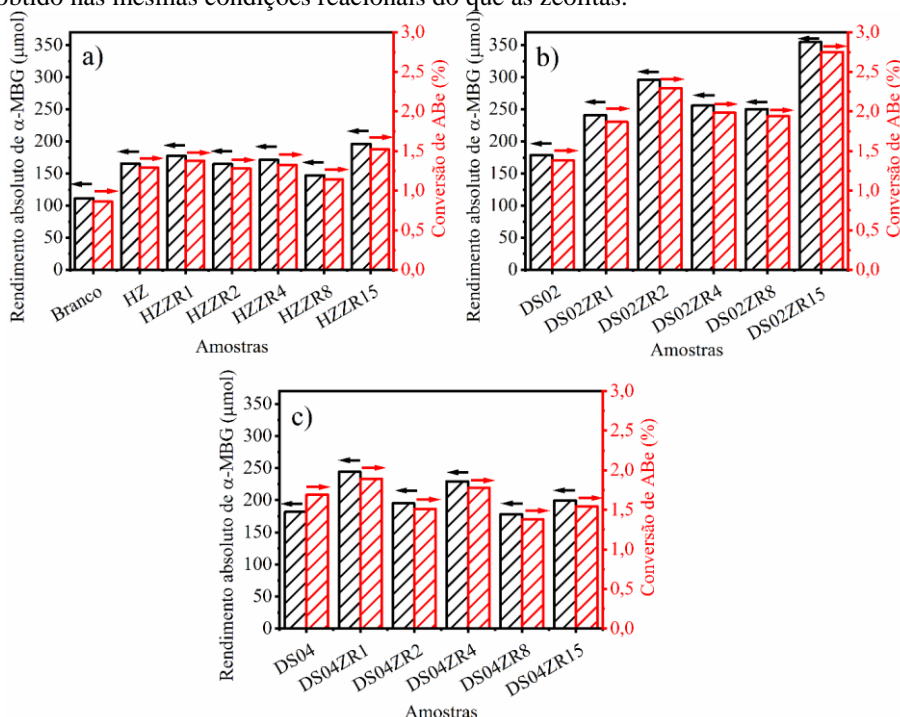 obtido nas mesmas condições reacionais do que as zeólitas.
a)
Rendimento absoluto de α-MBG (μmol)
350
300
250
200
150
100
50
0
3,0
2,5
2,0
1,5
1,0
0,5
0,0
Conversão de ABe (%)
Branco
HZ
HZZR1
HZZR2
HZZR4
HZZR8
HZZR15
Amostras
b)
Rendimento absoluto de α-MBG (μmol)
350
300
250
200
150
100
50
0
3,0
2,5
2,0
1,5
1,0
0,5
0,0
Conversão de ABe (%)
DS02
DS02ZR1
DS02ZR2
DS02ZR4
DS02ZR8
DS02ZR15
Amostras
c)
Rendimento absoluto de α-MBG (μmol)
350
300
250
200
150
100
50
0
3,0
2,5
2,0
1,5
1,0
0,5
0,0
Conversão de ABe (%)
DS04
DS04ZR1
DS04ZR2
DS04ZR4
DS04ZR8
DS04ZR15
Amostras